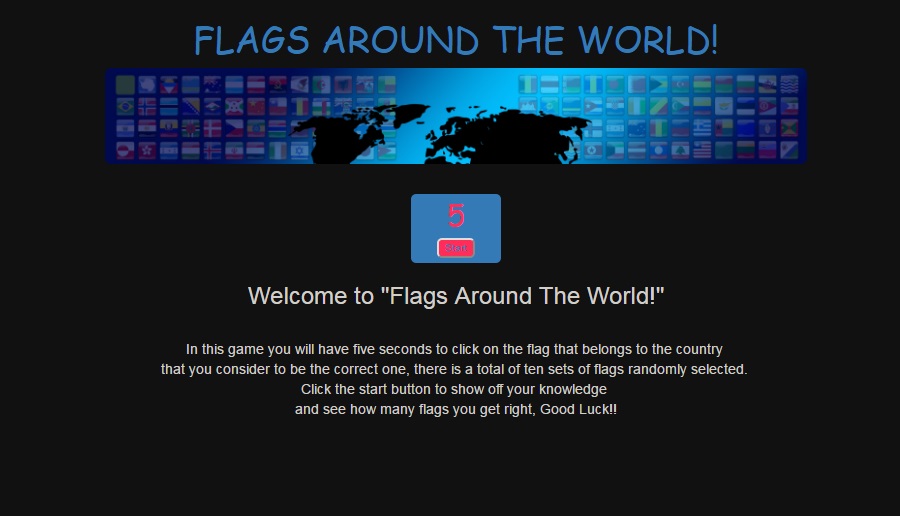 FLAGS AROUND THE WORLD!
5
Start
Welcome to "Flags Around The World!"
In this game you will have five seconds to click on the flag that belongs to the country
that you consider to be the correct one, there is a total of ten sets of flags randomly selected.
Click the start button to show off your knowledge
and see how many flags you get right, Good Luck!!